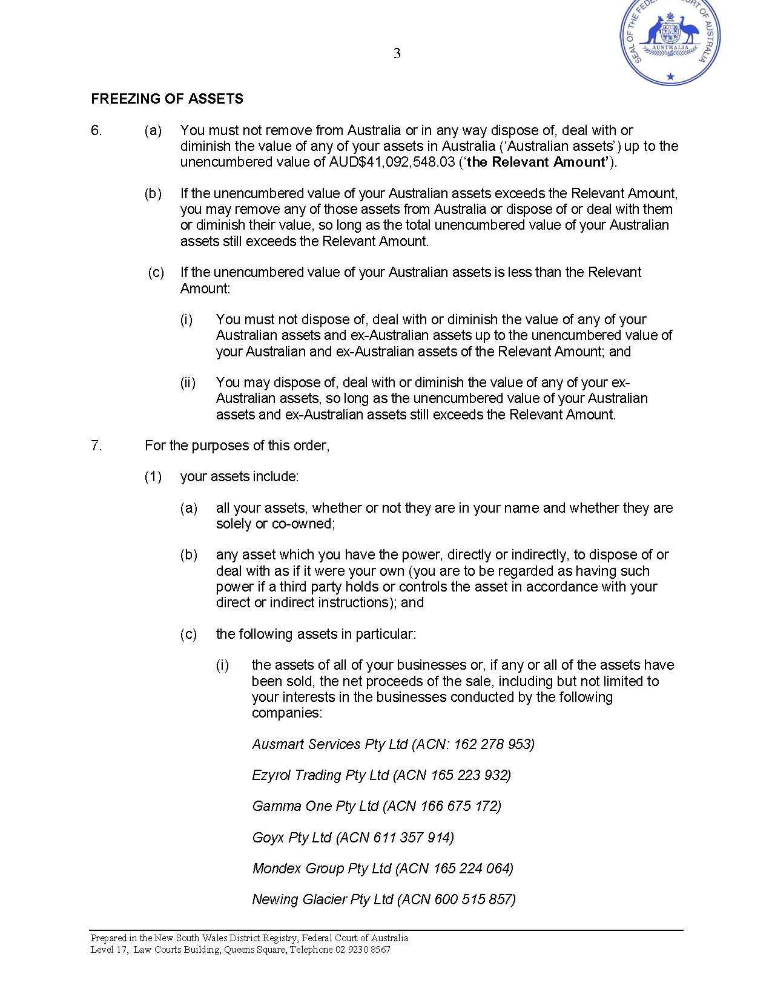 SEAL OF THE FEDERAL COURT OF AUSTRALIA
AUSTRALIA
3
FREEZING OF ASSETS
6. (a) You must not remove from Australia or in any way dispose of, deal with or
diminish the value of any of your assets in Australia (‘Australian assets’) up to the
unencumbered value of AUD$41,092,548.03 (‘the Relevant Amount’).
(b) If the unencumbered value of your Australian assets exceeds the Relevant Amount,
you may remove any of those assets from Australia or dispose of or deal with them
or diminish their value, so long as the total unencumbered value of your Australian
assets still exceeds the Relevant Amount.
(c) If the unencumbered value of your Australian assets is less than the Relevant
Amount:
(i) You must not dispose of, deal with or diminish the value of any of your
Australian assets and ex-Australian assets up to the unencumbered value of
your Australian and ex-Australian assets of the Relevant Amount; and
(ii) You may dispose of, deal with or diminish the value of any of your ex-
Australian assets, so long as the unencumbered value of your Australian
assets and ex-Australian assets still exceeds the Relevant Amount.
7. For the purposes of this order,
(1) your assets include:
(a) all your assets, whether or not they are in your name and whether they are
solely or co-owned;
(b) any asset which you have the power, directly or indirectly, to dispose of or
deal with as if it were your own (you are to be regarded as having such
power if a third party holds or controls the asset in accordance with your
direct or indirect instructions); and
(c) the following assets in particular:
(i) the assets of all of your businesses or, if any or all of the assets have
been sold, the net proceeds of the sale, including but not limited to
your interests in the businesses conducted by the following
companies:
Ausmart Services Pty Ltd (ACN: 162 278 953)
Ezyrol Trading Pty Ltd (ACN 165 223 932)
Gamma One Pty Ltd (ACN 166 675 172)
Goyx Pty Ltd (ACN 611 357 914)
Mondex Group Pty Ltd (ACN 165 224 064)
Newing Glacier Pty Ltd (ACN 600 515 857)
Prepared in the New South Wales District Registry, Federal Court of Australia
Level 17, Law Courts Building, Queens Square, Telephone 02 9230 8567